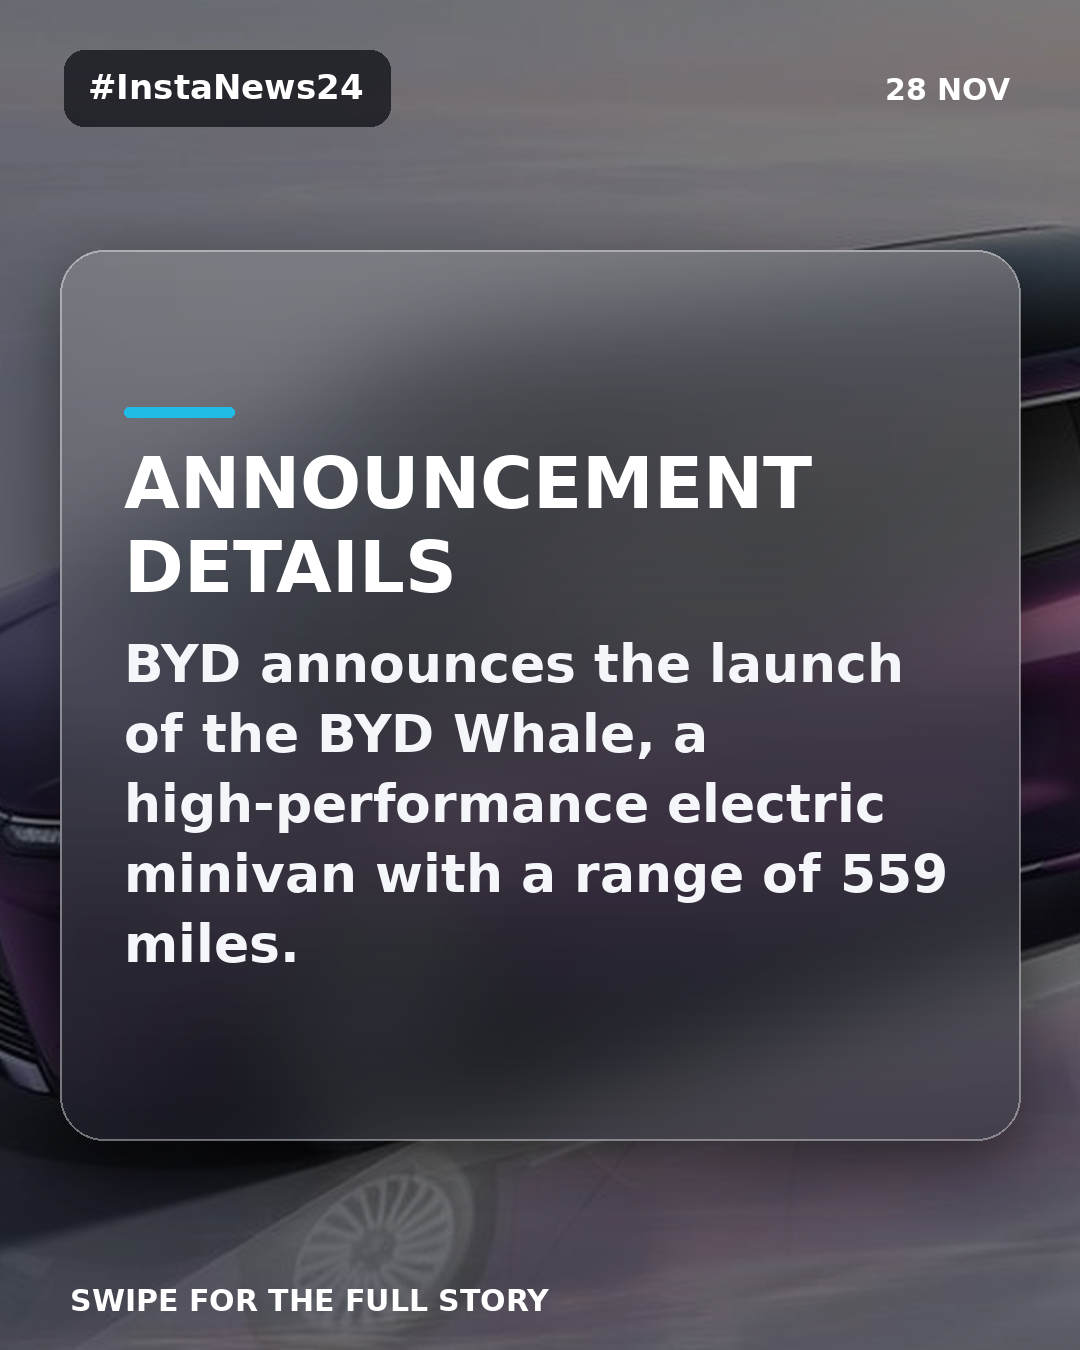 #InstaNews24
28 NOV
ANNOUNCEMENT
DETAILS
BYD announces the launch
of the BYD Whale, a
high-performance electric
minivan with a range of 559
miles.
SWIPE FOR THE FULL STORY